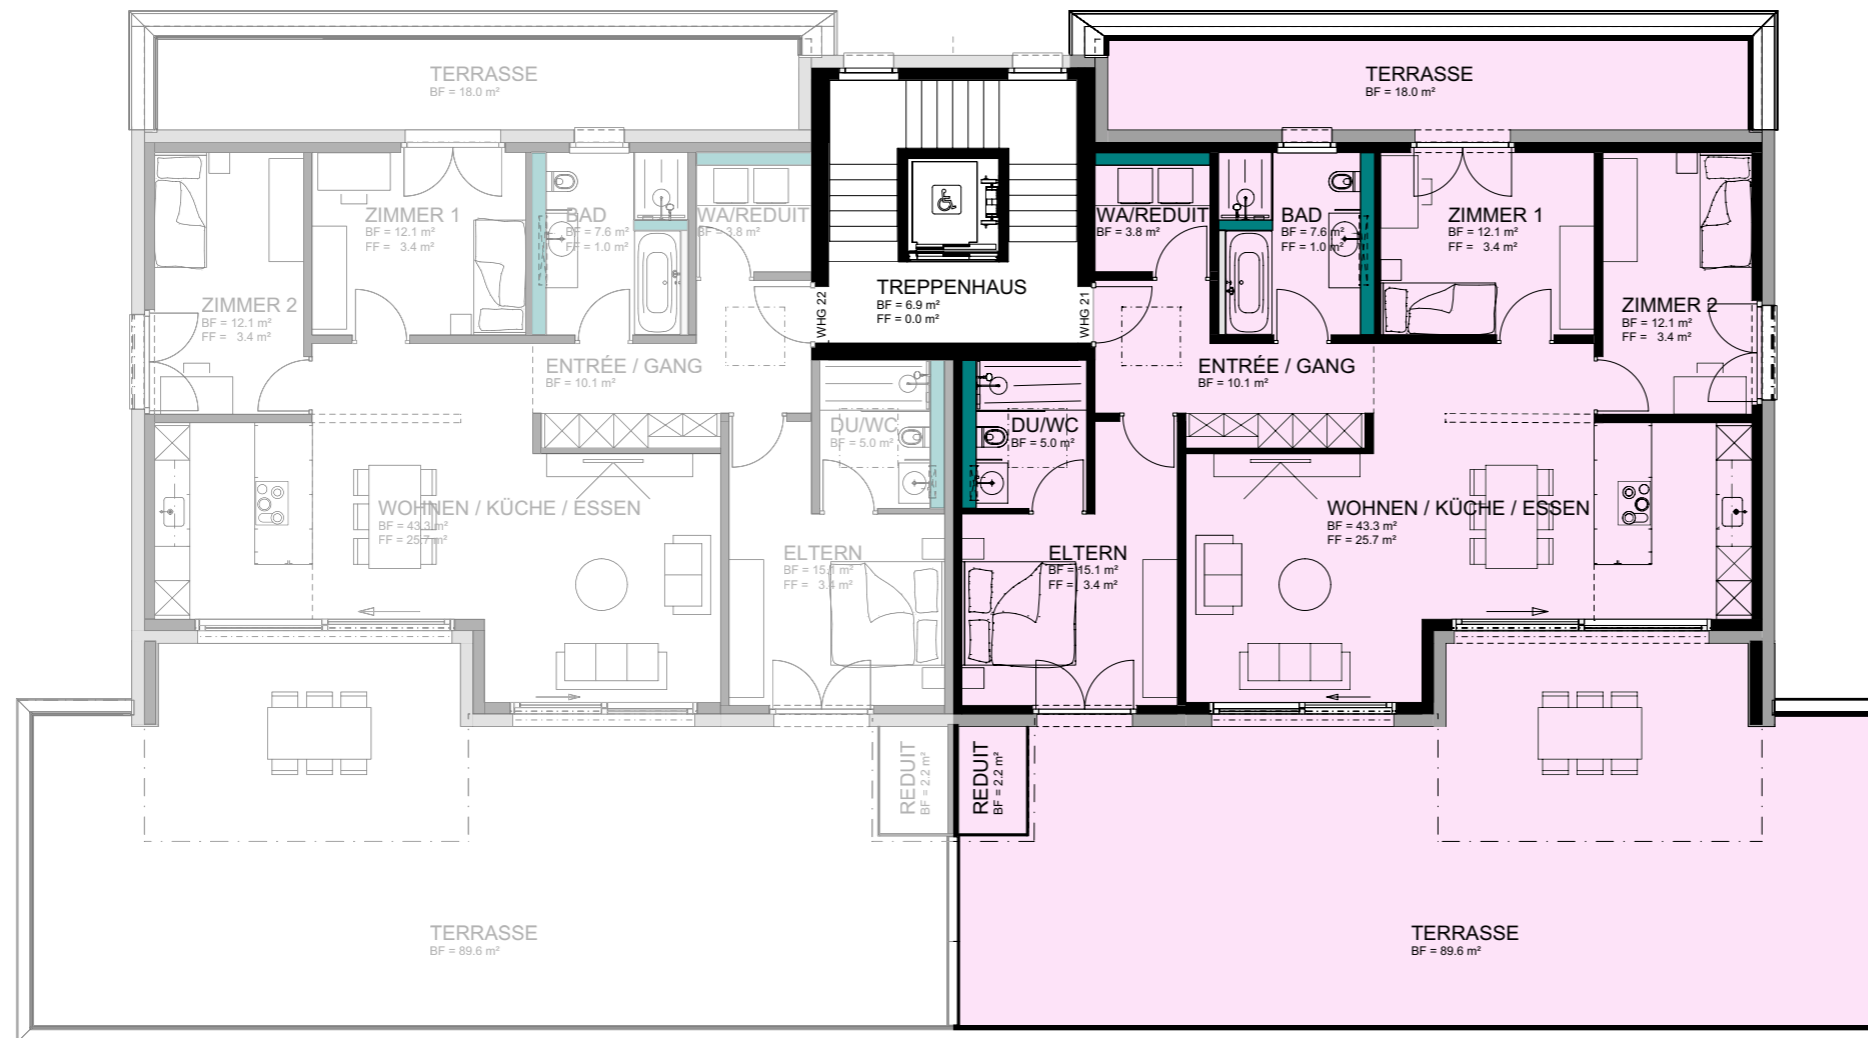 TERRASSE
BF = 18.0 m²
TERRASSE
BF = 18.0 m²
ZIMMER 1
BF = 12.1 m²
FF = 3.4 m²
BAD
BF = 7.6 m²
FF = 1.0 m²
WA/REDUIT
BF = 3.8 m²
WA/REDUIT
BF = 3.8 m²
BAD
BF = 7.6 m²
FF = 1.0 m²
ZIMMER 1
BF = 12.1 m²
FF = 3.4 m²
ZIMMER 2
BF = 12.1 m²
FF = 3.4 m²
WHG 22
TREPPENHAUS
BF = 6.9 m²
FF = 0.0 m²
WHG 21
ZIMMER 2
BF = 12.1 m²
FF = 3.4 m²
ENTRÉE / GANG
BF = 10.1 m²
ENTRÉE / GANG
BF = 10.1 m²
DU/WC
BF = 5.0 m²
DU/WC
BF = 5.0 m²
WOHNEN / KÜCHE / ESSEN
BF = 43.3 m²
FF = 25.7 m²
WOHNEN / KÜCHE / ESSEN
BF = 43.3 m²
FF = 25.7 m²
ELTERN
BF = 15.1 m²
FF = 3.4 m²
ELTERN
BF = 15.1 m²
FF = 3.4 m²
REDUIT
BF = 2.2 m²
REDUIT
BF = 2.2 m²
TERRASSE
BF = 89.6 m²
TERRASSE
BF = 89.6 m²